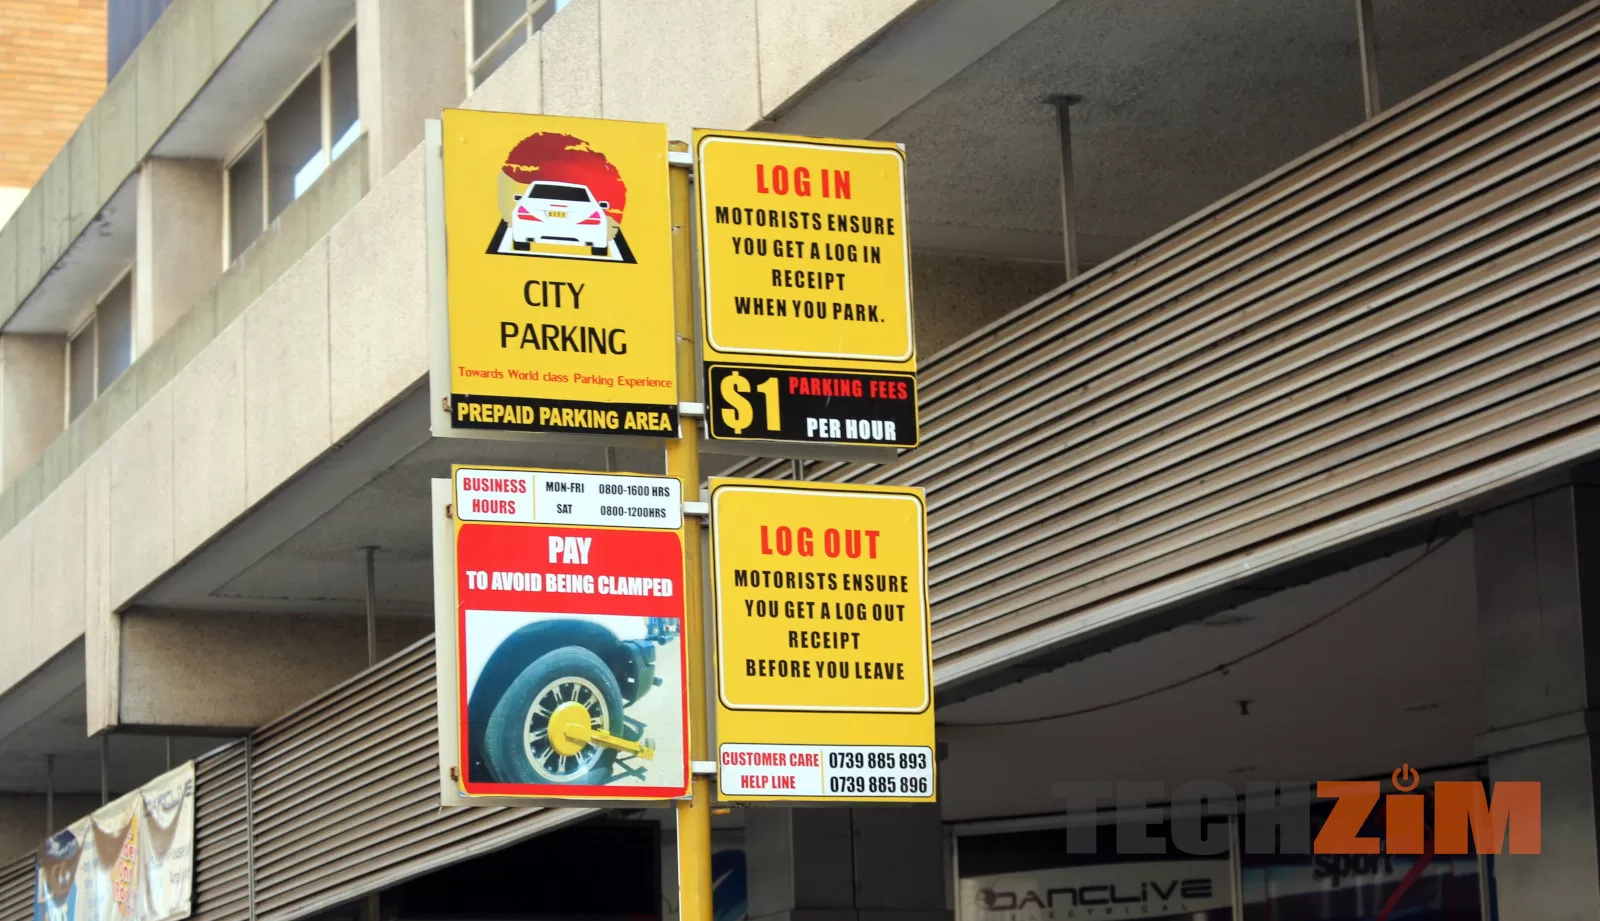 CITY
PARKING
Towards World class Parking Experience
PREPAID PARKING AREA
LOG IN
MOTORISTS ENSURE
YOU GET A LOG IN
RECEIPT
WHEN YOU PARK.
$1 PARKING FEES
PER HOUR
BUSINESS HOURS
MON-FRI 0800-1600 HRS
SAT 0800-1200HRS
PAY
TO AVOID BEING CLAMPED
LOG OUT
MOTORISTS ENSURE
YOU GET A LOG OUT
RECEIPT
BEFORE YOU LEAVE
CUSTOMER CARE 0739 885 893
HELP LINE 0739 885 896
TECHZiM
DANCLIVE
ELECTRICAL
sport